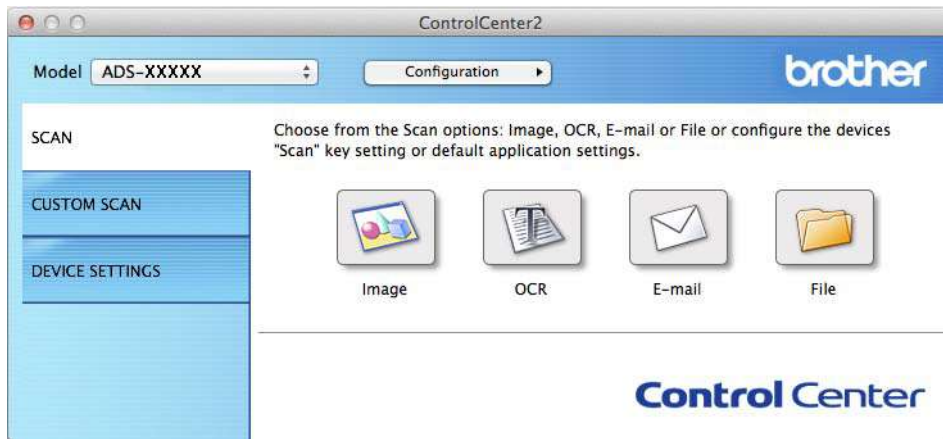 ControlCenter2
Model ADS-XXXXX Configuration brother
SCAN
Choose from the Scan options: Image, OCR, E-mail or File or configure the devices
"Scan" key setting or default application settings.
CUSTOM SCAN
DEVICE SETTINGS
Image OCR E-mail File
Control Center